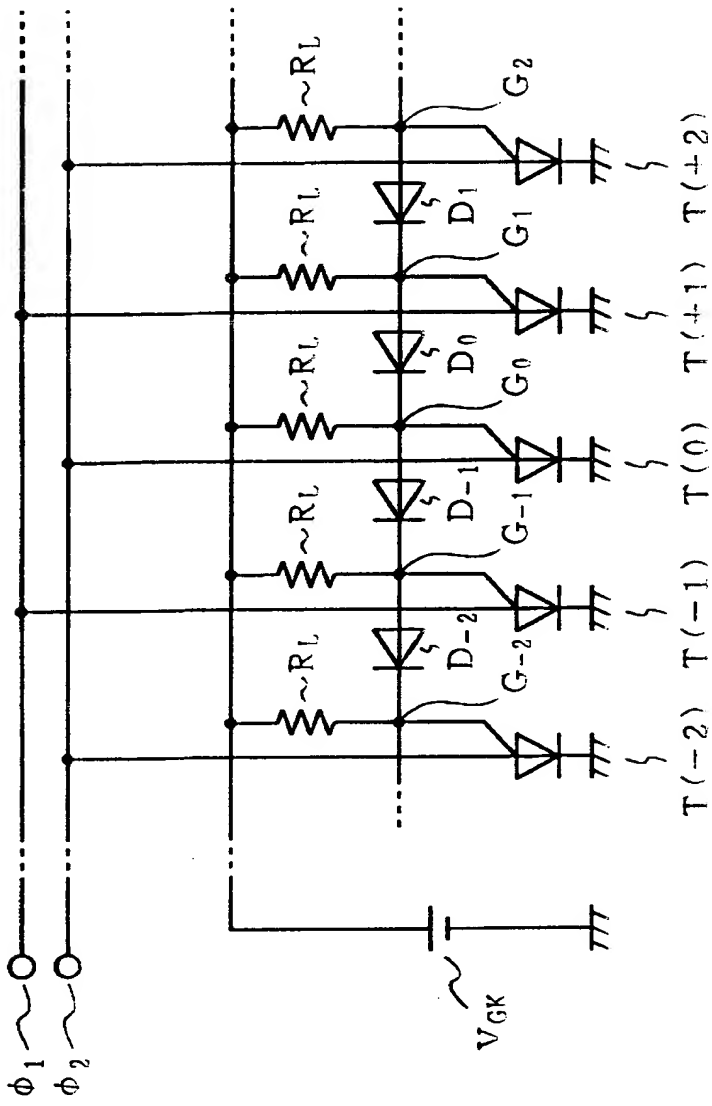 ϕ1
ϕ2
VGK
~RL
~RL
~RL
~RL
~RL
D-2
D-1
D0
D1
G-2
G-1
G0
G1
G2
T(-2)
T(-1)
T(0)
T(+1)
T(+2)